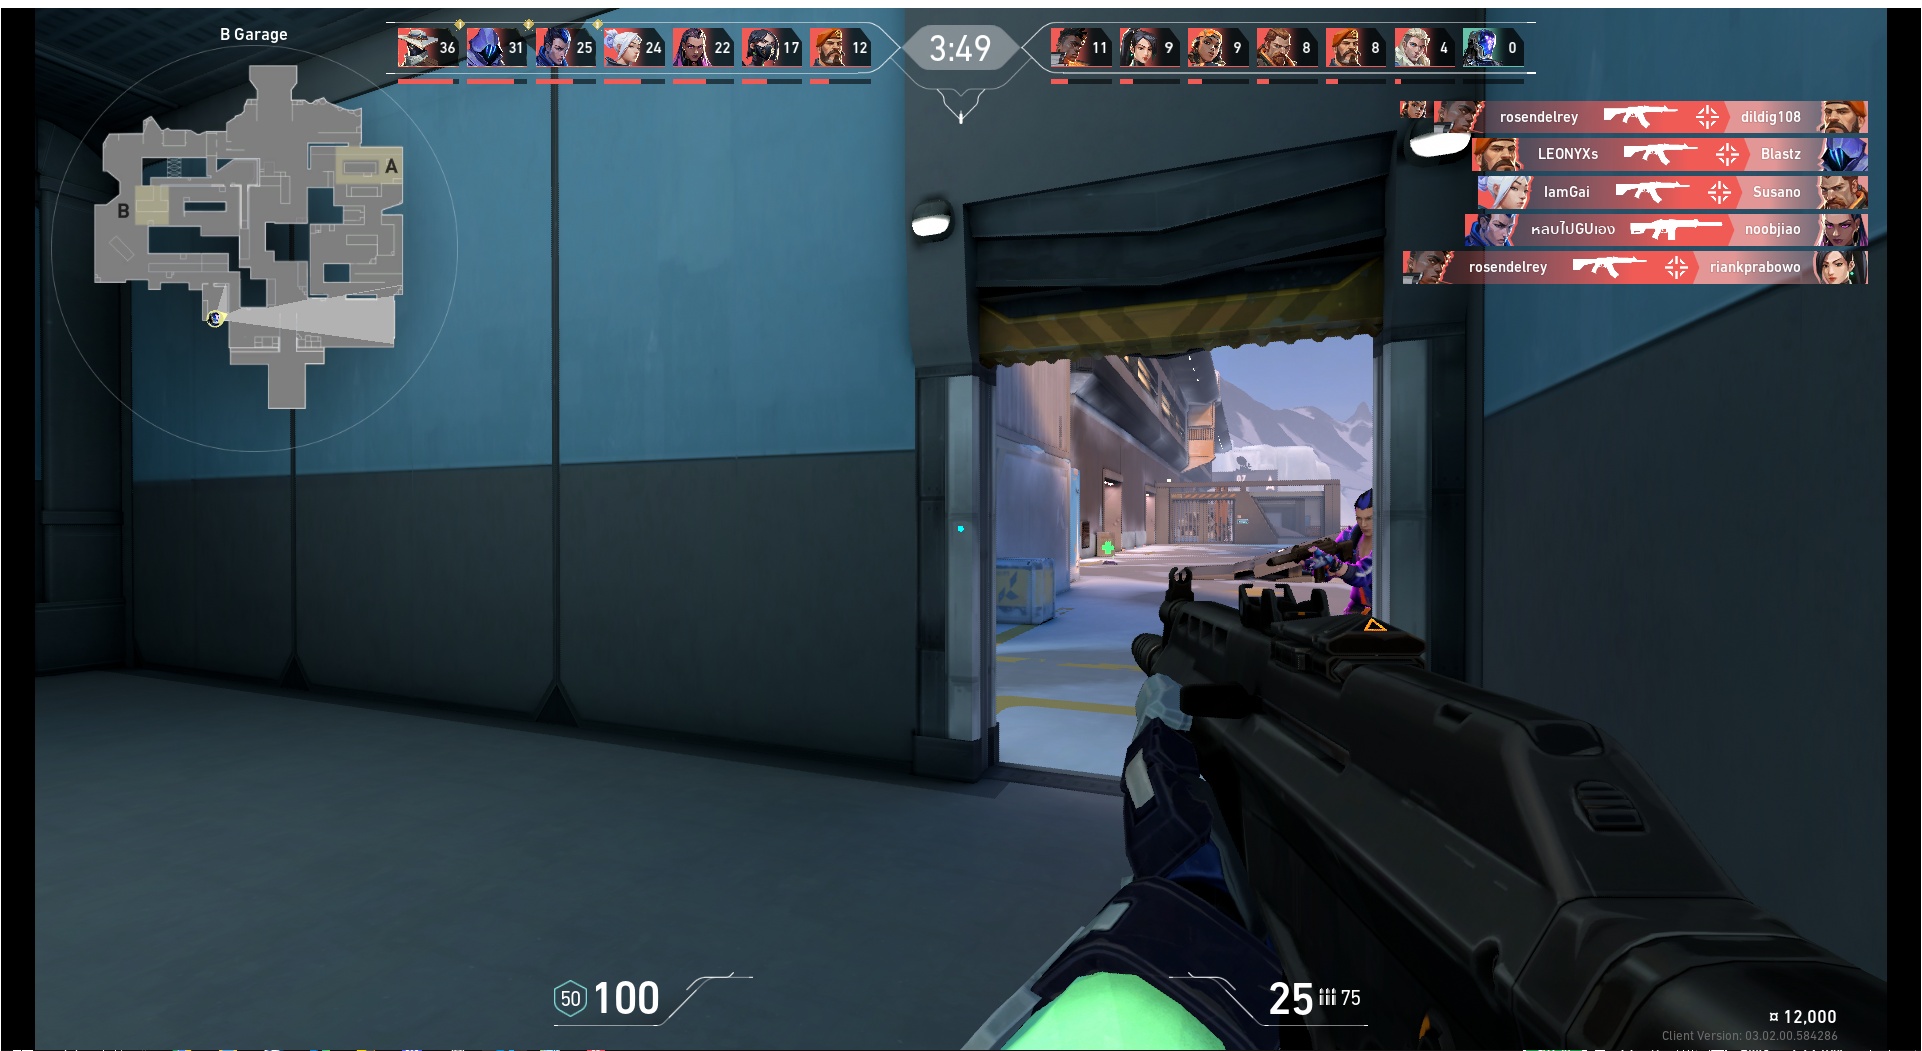 B Garage
36 31 25 24 22 17 12
3:49
11 9 9 8 8 4 0
rosendelrey dildig108
LEONYXs Blastz
IamGai Susano
หลบไปGUเอง noobjiao
rosendelrey riankprabowo
A
B
50 100
25 75
¤ 12,000
Client Version: 03.02.00.584286